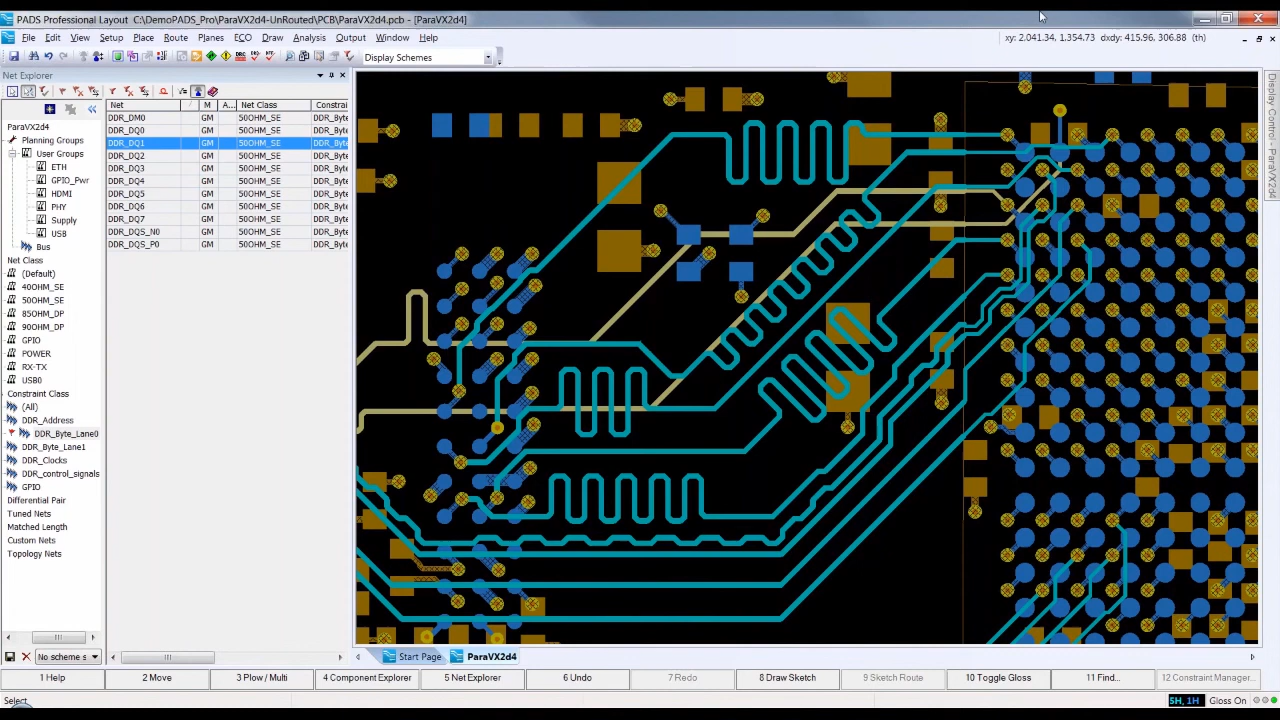 PADS Professional Layout - C:\DemoPADS_Pro\ParaVX2d4-UnRouted\PCB\ParaVX2d4.pcb - [ParaVX2d4]
File Edit View Setup Place Route Planes ECO Draw Analysis Output Window Help
xy: 2,041.34, 1,354.73 dxdy: 415.96, 306.88 (th)
Display Schemes
Net Explorer
Net M A... Net Class Constrai
DDR_DM0 GM 50OHM_SE DDR_Byte
DDR_DQ0 GM 50OHM_SE DDR_Byte
DDR_DQ1 GM 50OHM_SE DDR_Byte
DDR_DQ2 GM 50OHM_SE DDR_Byte
DDR_DQ3 GM 50OHM_SE DDR_Byte
DDR_DQ4 GM 50OHM_SE DDR_Byte
DDR_DQ5 GM 50OHM_SE DDR_Byte
DDR_DQ6 GM 50OHM_SE DDR_Byte
DDR_DQ7 GM 50OHM_SE DDR_Byte
DDR_DQS_N0 GM 50OHM_SE DDR_Byte
DDR_DQS_P0 GM 50OHM_SE DDR_Byte
ParaVX2d4
Planning Groups
User Groups
ETH
GPIO_Pwr
HDMI
PHY
Supply
USB
Bus
Net Class
(Default)
40OHM_SE
50OHM_SE
85OHM_DP
90OHM_DP
GPIO
POWER
RX-TX
USB0
Constraint Class
(All)
DDR_Address
DDR_Byte_Lane0
DDR_Byte_Lane1
DDR_Clocks
DDR_control_signals
GPIO
Differential Pair
Tuned Nets
Matched Length
Custom Nets
Topology Nets
No scheme s
Display Control - ParaVX2d4
Start Page ParaVX2d4
1 Help 2 Move 3 Plow / Multi 4 Component Explorer 5 Net Explorer 6 Undo 7 Redo 8 Draw Sketch 9 Sketch Route 10 Toggle Gloss 11 Find... 12 Constraint Manager...
Select 5H, 1H Gloss On